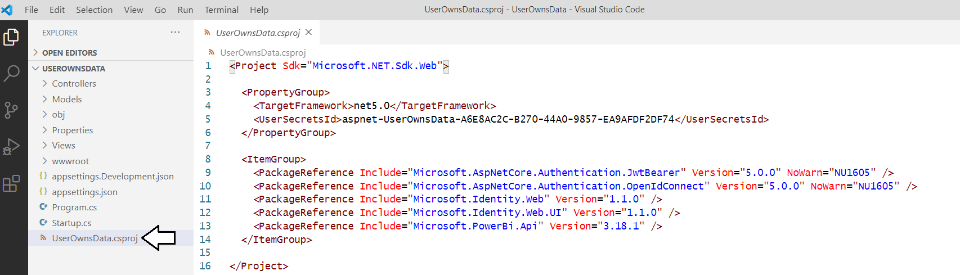 File Edit Selection View Go Run Terminal Help
UserOwnsData.csproj - UserOwnsData - Visual Studio Code
EXPLORER ···
OPEN EDITORS
USEROWNSDATA
Controllers
Models
obj
Properties
Views
wwwroot
{} appsettings.Development.json
{} appsettings.json
C# Program.cs
C# Startup.cs
UserOwnsData.csproj
UserOwnsData.csproj ×
UserOwnsData.csproj
1 <Project Sdk="Microsoft.NET.Sdk.Web">
2
3 <PropertyGroup>
4 <TargetFramework>net5.0</TargetFramework>
5 <UserSecretsId>aspnet-UserOwnsData-A6E8AC2C-B270-44A0-9857-EA9AFDF2DF74</UserSecretsId>
6 </PropertyGroup>
7
8 <ItemGroup>
9 <PackageReference Include="Microsoft.AspNetCore.Authentication.JwtBearer" Version="5.0.0" NoWarn="NU1605" />
10 <PackageReference Include="Microsoft.AspNetCore.Authentication.OpenIdConnect" Version="5.0.0" NoWarn="NU1605" />
11 <PackageReference Include="Microsoft.Identity.Web" Version="1.1.0" />
12 <PackageReference Include="Microsoft.Identity.Web.UI" Version="1.1.0" />
13 <PackageReference Include="Microsoft.PowerBi.Api" Version="3.18.1" />
14 </ItemGroup>
15
16 </Project>